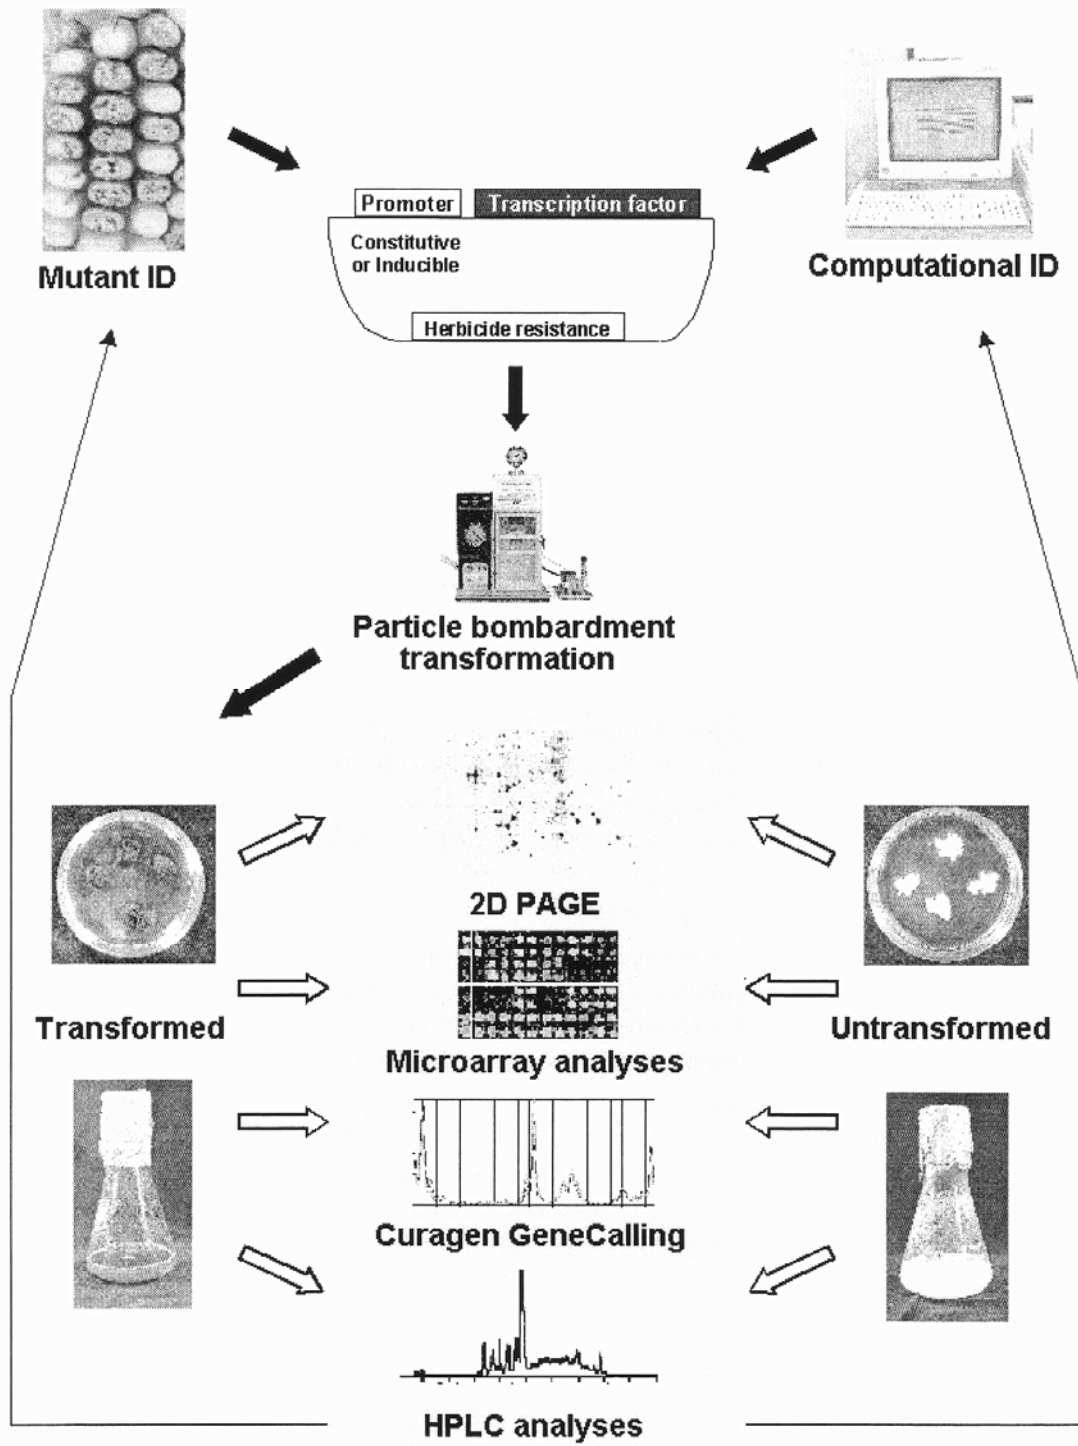 Mutant ID
Computational ID
Promoter
Transcription factor
Constitutive
or Inducible
Herbicide resistance
Particle bombardment
transformation
2D PAGE
Transformed
Untransformed
Microarray analyses
Curagen GeneCalling
HPLC analyses